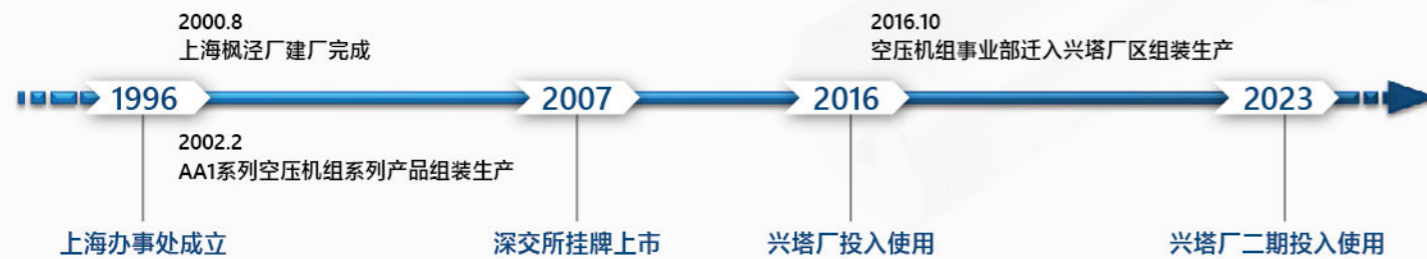 2000.8
上海枫泾厂建厂完成
2016.10
空压机组事业部迁入兴塔厂区组装生产
1996
2007
2016
2023
2002.2
AA1系列空压机组系列产品组装生产
上海办事处成立
深交所挂牌上市
兴塔厂投入使用
兴塔厂二期投入使用